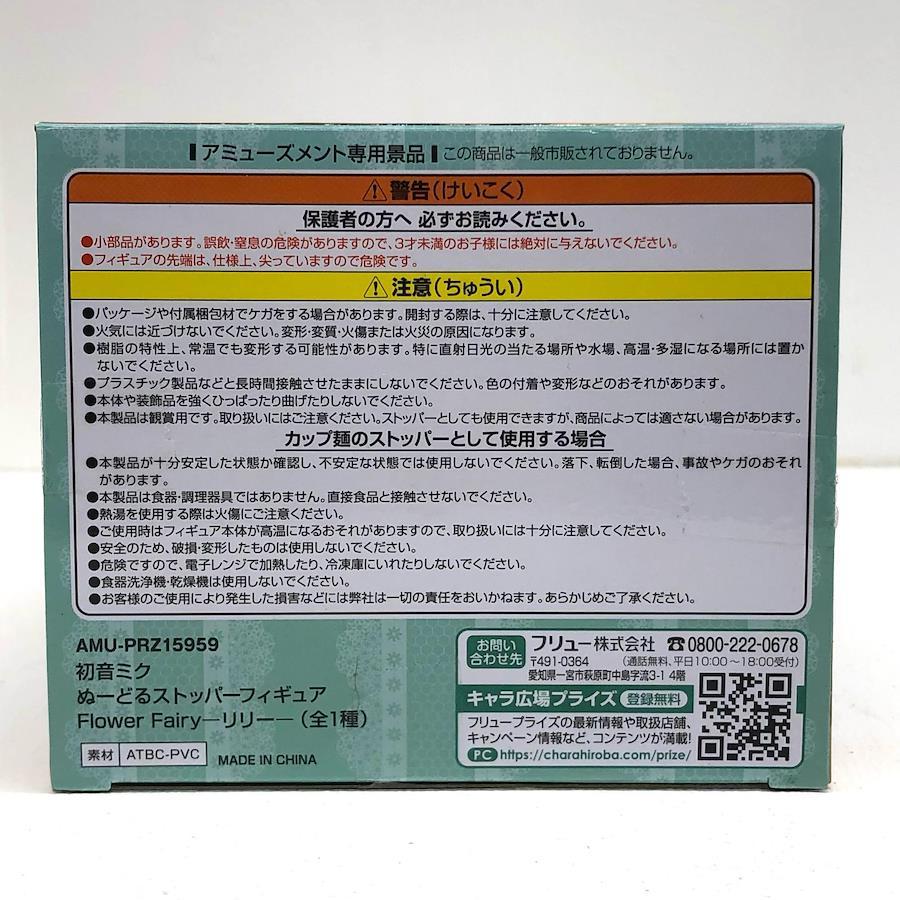 アミューズメント専用景品 この商品は一般市販されておりません。
⚠警告(けいこく)
保護者の方へ 必ずお読みください。
●小部品があります。誤飲・窒息の危険がありますので、3才未満のお子様には絶対に与えないでください。
●フィギュアの先端は、仕様上、尖っていますので危険です。
⚠注意(ちゅうい)
●パッケージや付属梱包材でケガをする場合があります。開封する際は、十分に注意してください。
●火気には近づけないでください。変形・変質・火傷または火災の原因になります。
●樹脂の特性上、常温でも変形する可能性があります。特に直射日光の当たる場所や水場、高温・多湿になる場所には置か
ないでください。
●プラスチック製品などと長時間接触させたままにしないでください。色の付着や変形などのおそれがあります。
●本体や装飾品を強くひっぱったり曲げたりしないでください。
●本製品は観賞用です。取り扱いにはご注意ください。ストッパーとしても使用できますが、商品によっては適さない場合があります。
カップ麺のストッパーとして使用する場合
●本製品が十分安定した状態か確認し、不安定な状態では使用しないでください。落下、転倒した場合、事故やケガのおそれ
があります。
●本製品は食器・調理器具ではありません。直接食品と接触させないでください。
●熱湯を使用する際は火傷にご注意ください。
●ご使用時はフィギュア本体が高温になるおそれがありますので、取り扱いには十分に注意してください。
●安全のため、破損・変形したものは使用しないでください。
●危険ですので、電子レンジで加熱したり、冷凍庫にいれたりしないでください。
●食器洗浄機・乾燥機は使用しないでください。
●お客様のご使用により発生した損害などには弊社は一切の責任をおいかねます。あらかじめご了承ください。
AMU-PRZ15959
初音ミク
ぬーどるストッパーフィギュア
Flower Fairy―リリー―(全1種)
素材 ATBC-PVC MADE IN CHINA
お問い合わせ先 フリュー株式会社 ☎0800-222-0678
〒491-0364 (通話無料、平日10:00〜18:00受付)
愛知県一宮市萩原町中島字流3-1 4階
キャラ広場プライズ 登録無料
フリュープライズの最新情報や取扱店舗、
キャンペーン情報など、コンテンツが満載!
PC https://charahiroba.com/prize/